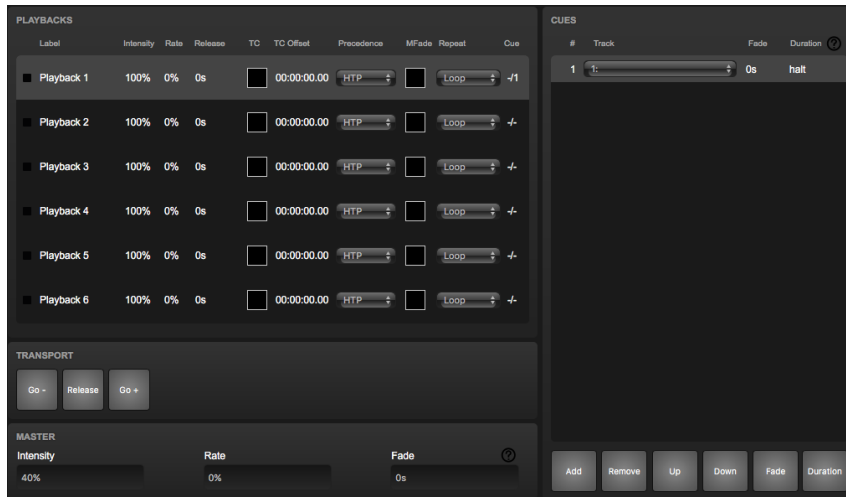 PLAYBACKS
Label Intensity Rate Release TC TC Offset Precedence MFade Repeat Cue
Playback 1 100% 0% 0s 00:00:00.00 HTP Loop -/1
Playback 2 100% 0% 0s 00:00:00.00 HTP Loop -/-
Playback 3 100% 0% 0s 00:00:00.00 HTP Loop -/-
Playback 4 100% 0% 0s 00:00:00.00 HTP Loop -/-
Playback 5 100% 0% 0s 00:00:00.00 HTP Loop -/-
Playback 6 100% 0% 0s 00:00:00.00 HTP Loop -/-
TRANSPORT
Go - Release Go +
MASTER
Intensity Rate Fade ?
40% 0% 0s
CUES
# Track Fade Duration ?
1 1: 0s halt
Add Remove Up Down Fade Duration